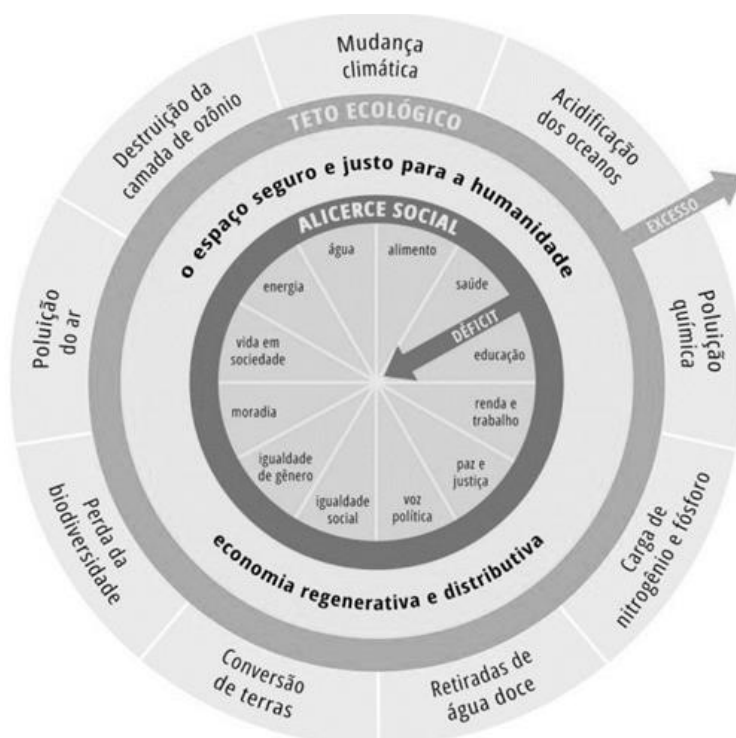 Mudança
climática
Acidificação
dos oceanos
EXCESSO
Poluição
química
Carga de
nitrogênio e fósforo
Retiradas de
água doce
Conversão
de terras
Perda da
biodiversidade
Poluição
do ar
Destruição da
camada de ozônio
TETO ECOLÓGICO
o espaço seguro e justo para a humanidade
ALICERCE SOCIAL
água
alimento
saúde
DÉFICIT
educação
renda e
trabalho
paz e
justiça
voz
política
igualdade
social
igualdade
de gênero
moradia
vida em
sociedade
energia
economia regenerativa e distributiva